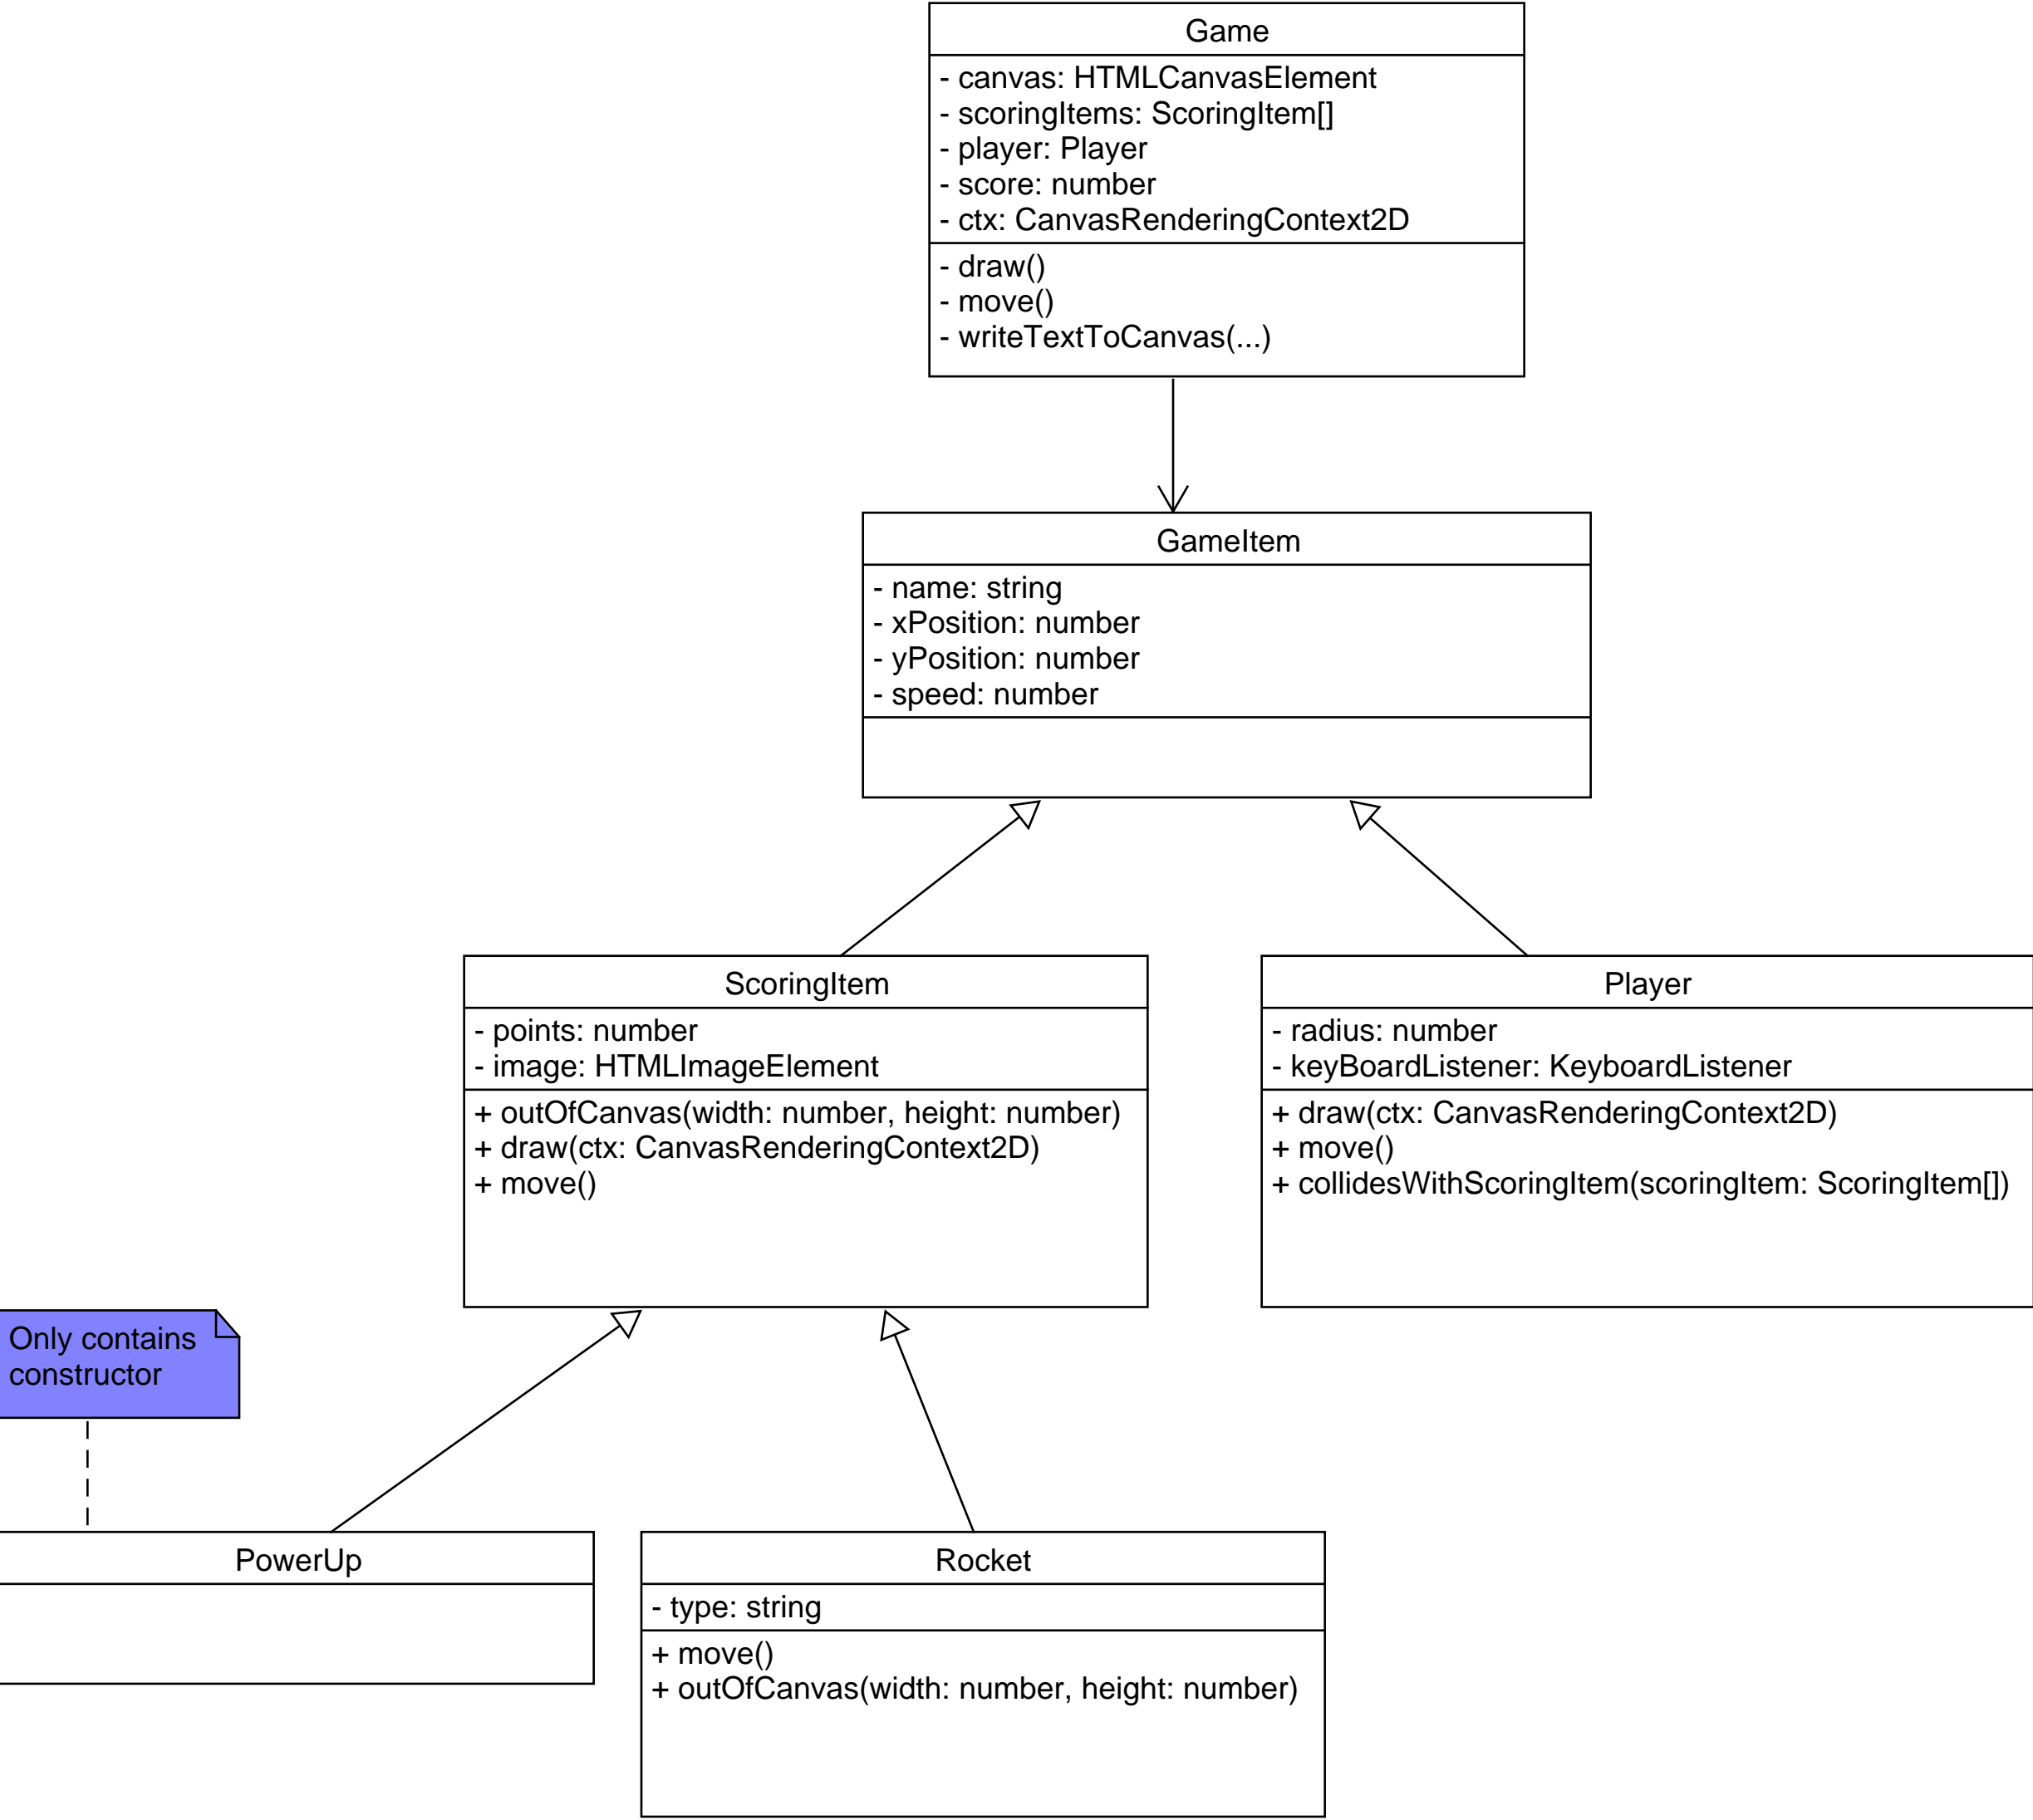 Game
- canvas: HTMLCanvasElement
- scoringItems: ScoringItem[]
- player: Player
- score: number
- ctx: CanvasRenderingContext2D
- draw()
- move()
- writeTextToCanvas(...)
GameItem
- name: string
- xPosition: number
- yPosition: number
- speed: number
ScoringItem
- points: number
- image: HTMLImageElement
+ outOfCanvas(width: number, height: number)
+ draw(ctx: CanvasRenderingContext2D)
+ move()
Player
- radius: number
- keyBoardListener: KeyboardListener
+ draw(ctx: CanvasRenderingContext2D)
+ move()
+ collidesWithScoringItem(scoringItem: ScoringItem[])
Only contains
constructor
PowerUp
Rocket
- type: string
+ move()
+ outOfCanvas(width: number, height: number)